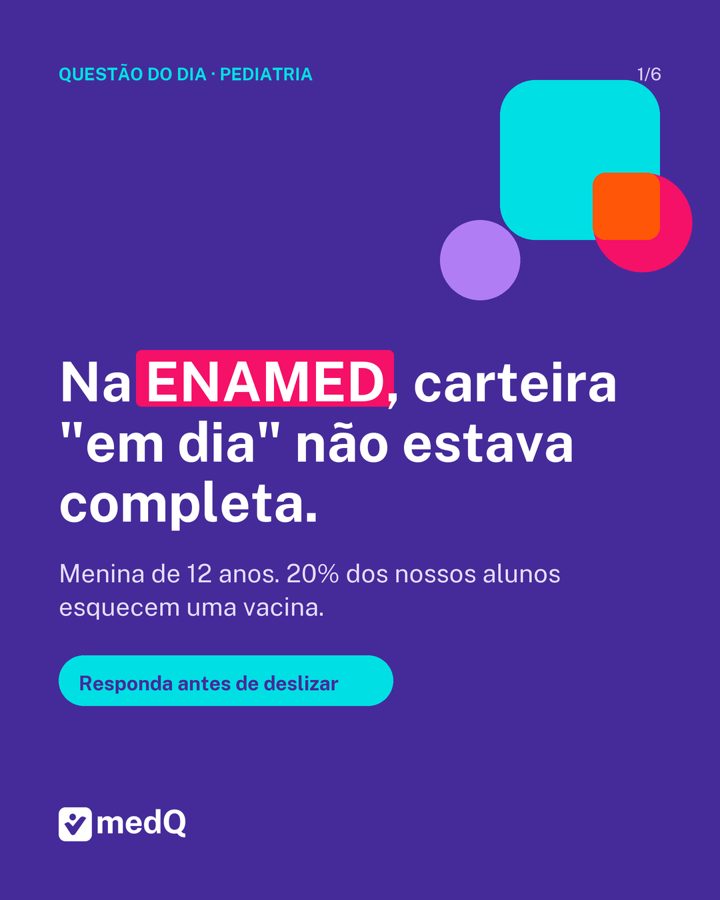 QUESTÃO DO DIA · PEDIATRIA
1/6
Na ENAMED, carteira
"em dia" não estava
completa.
Menina de 12 anos. 20% dos nossos alunos
esquecem uma vacina.
Responda antes de deslizar
medQ